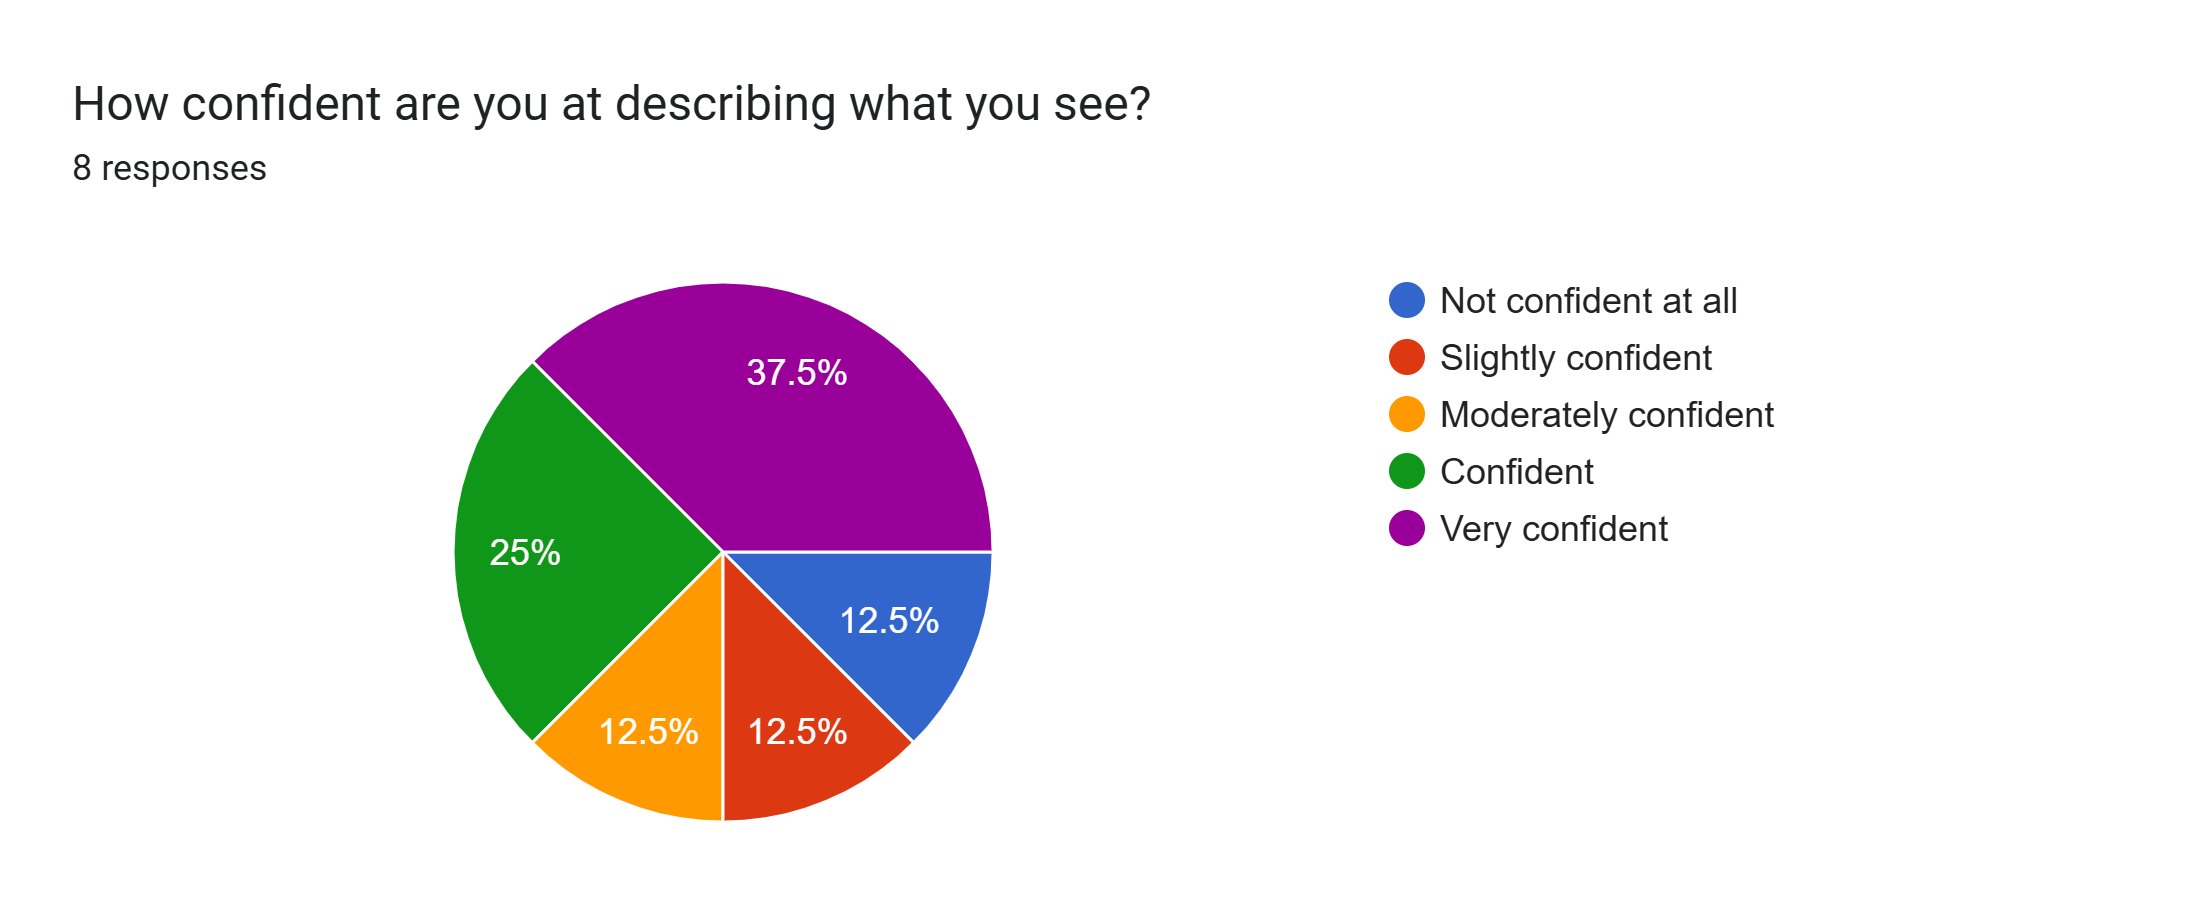 How confident are you at describing what you see?
8 responses
37.5%
25%
12.5%
12.5%
12.5%
Not confident at all
Slightly confident
Moderately confident
Confident
Very confident